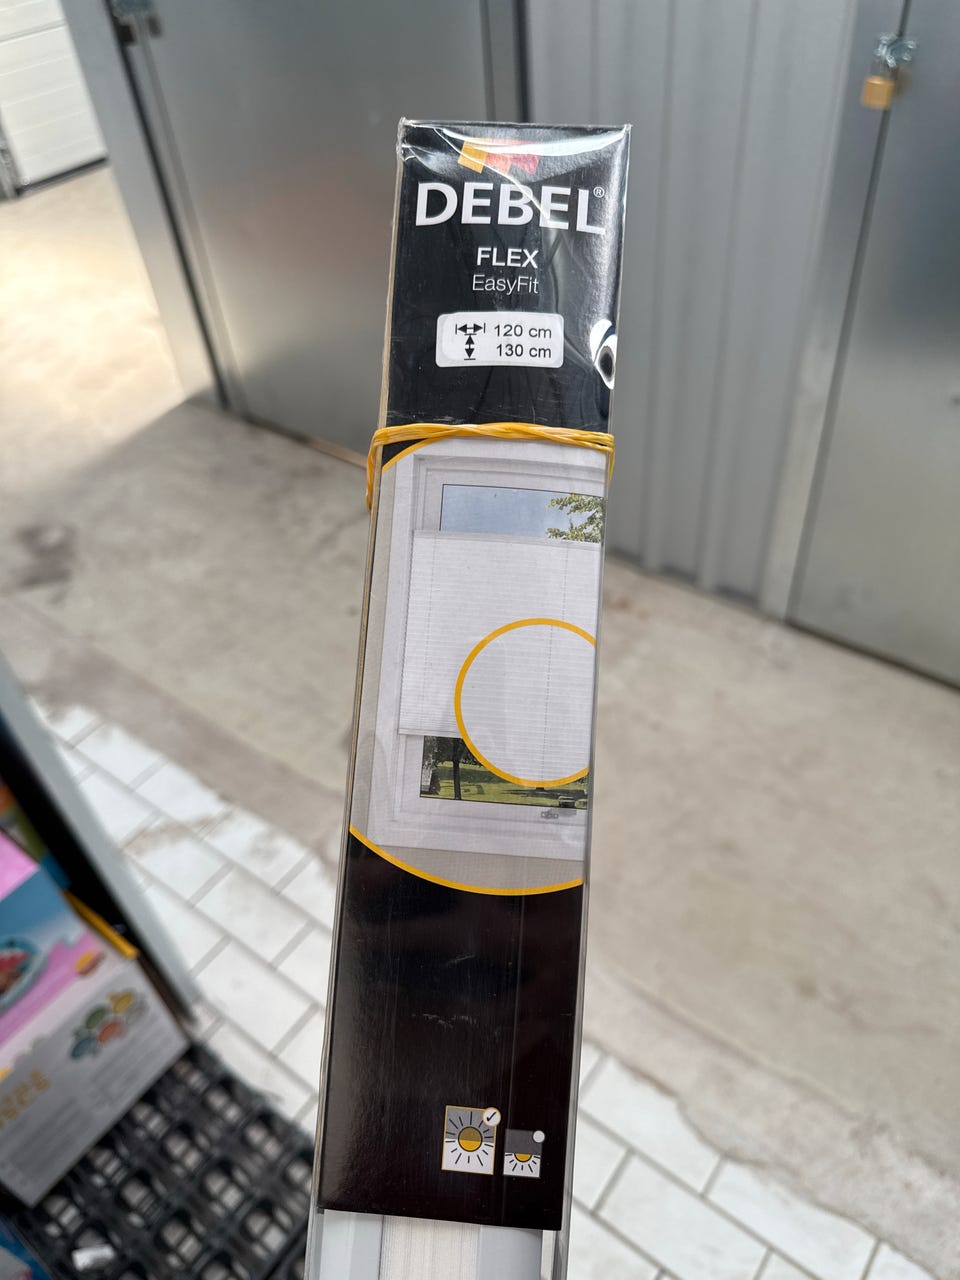 DEBEL®
FLEX
EasyFit
120 cm
130 cm